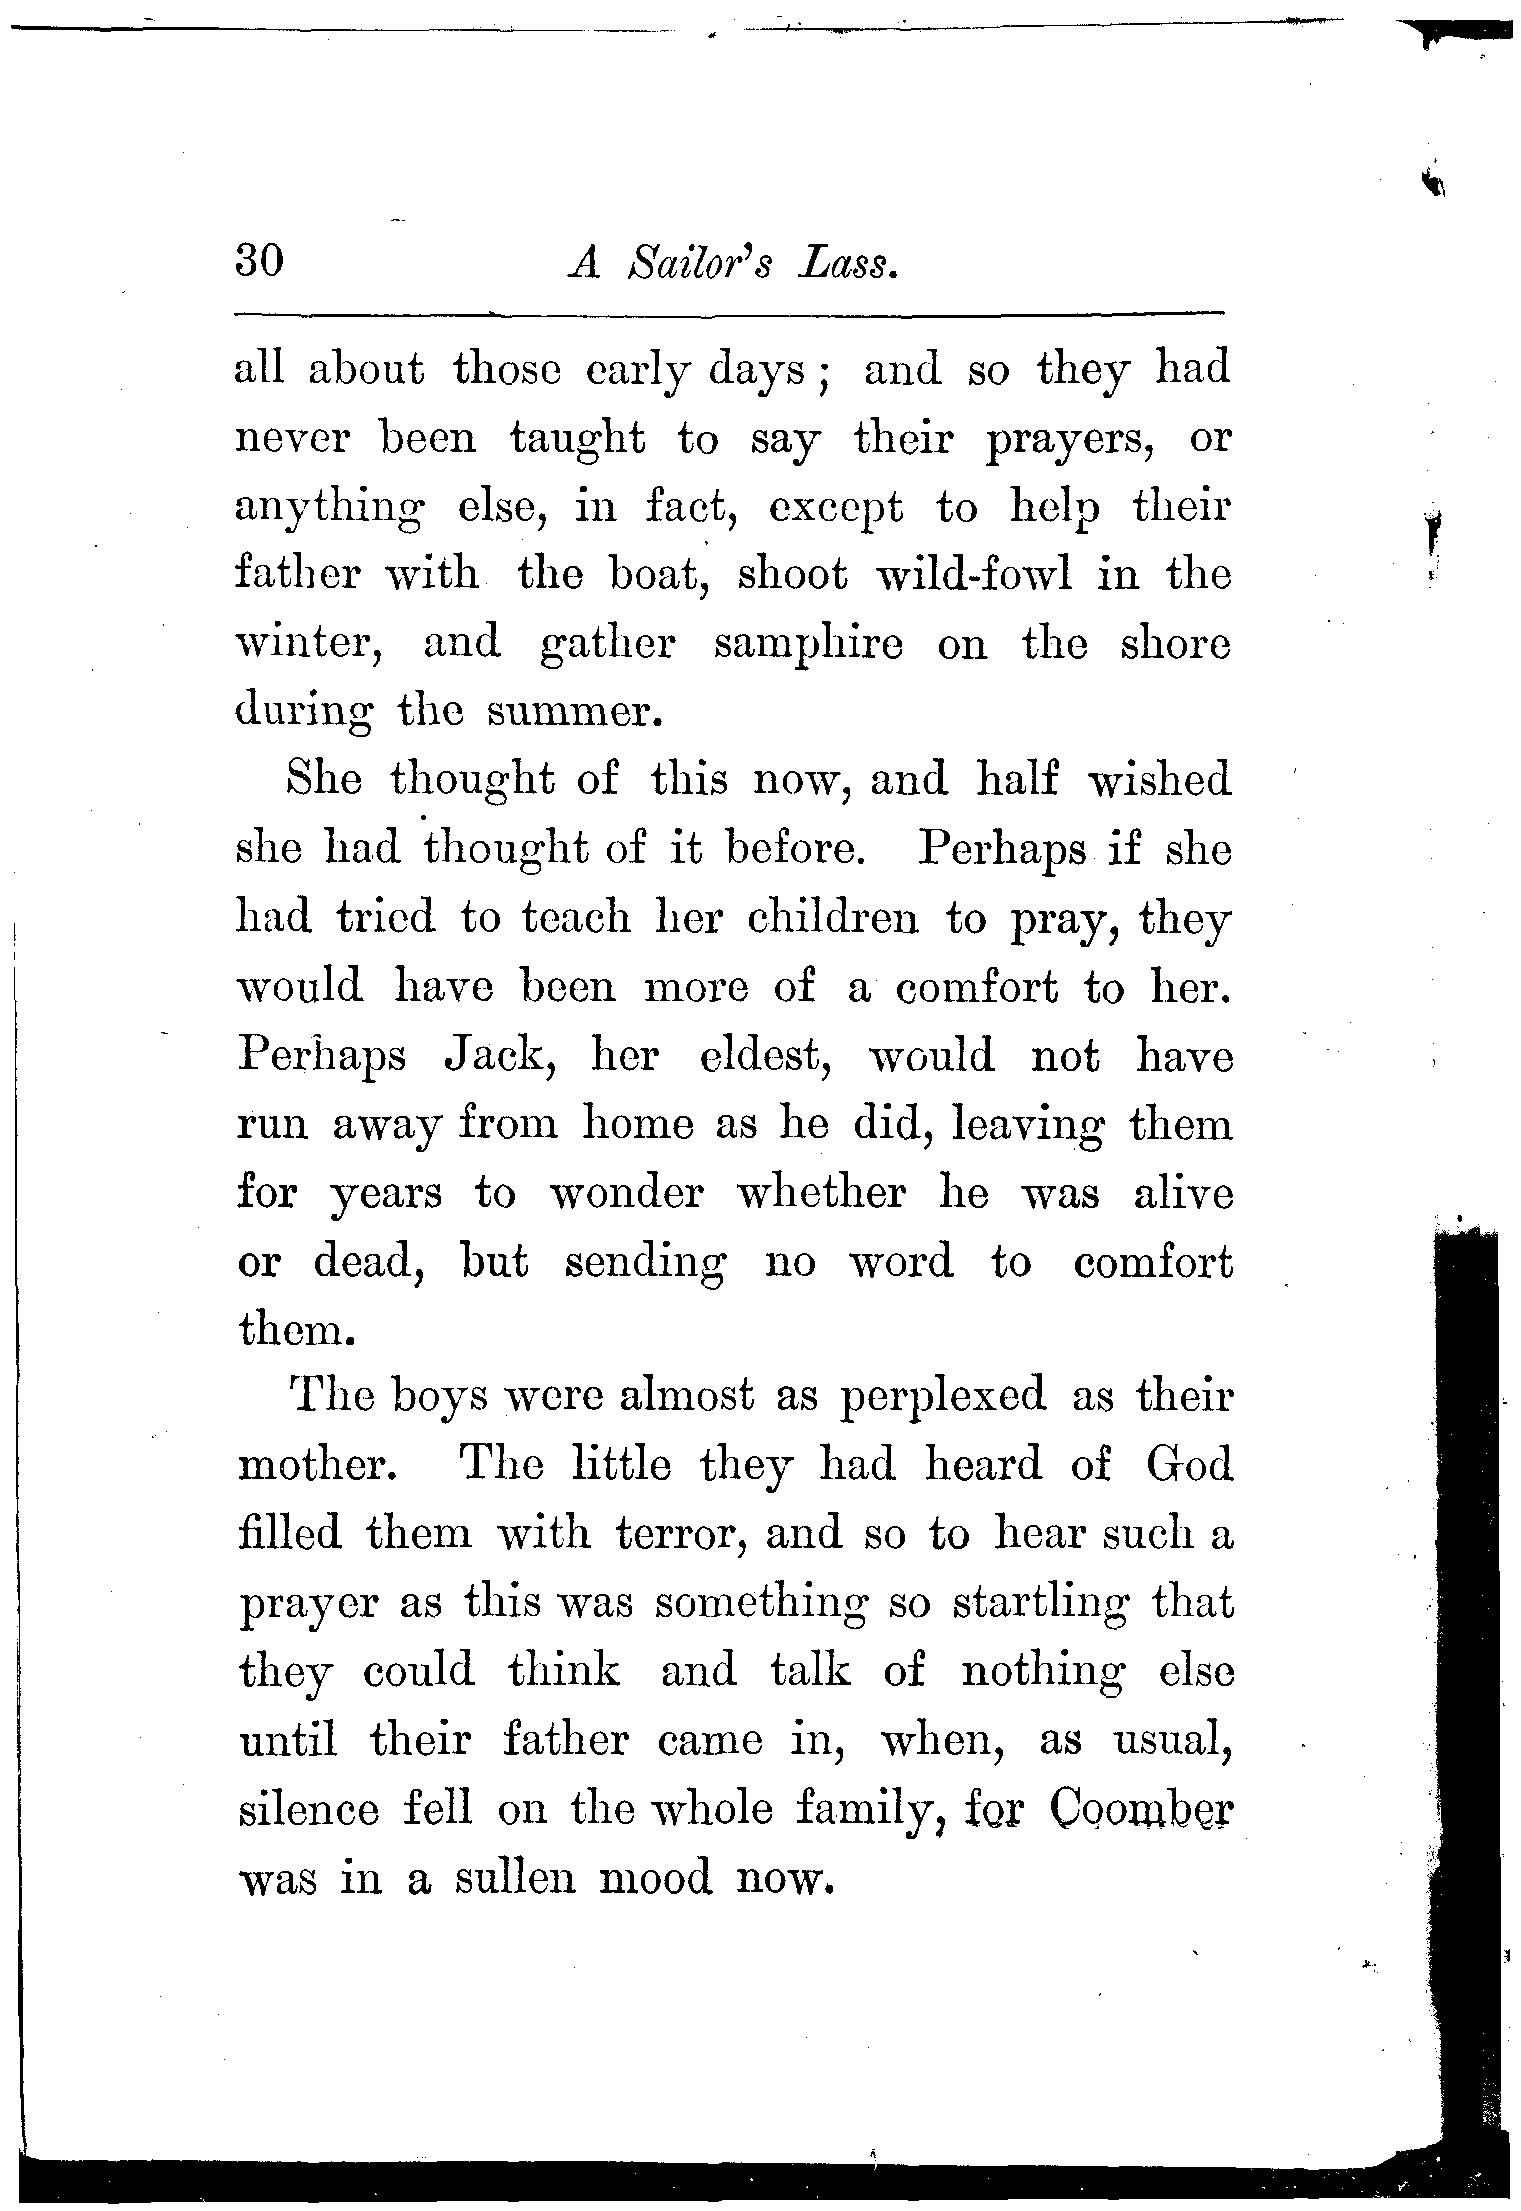 30 A Sailor's Lass.
all about those early days ; and so they had
never been taught to say their prayers, or
anything else, in fact, except to help their
father with the boat, shoot wild-fowl in the
winter, and gather samphire on the shore
during the summer.
She thought of this now, and half wished
she had thought of it before. Perhaps if she
had tried to teach her children to pray, they
would have been more of a comfort to her.
Perhaps Jack, her eldest, would not have
run away from home as he did, leaving them
for years to wonder whether he was alive
or dead, but sending no word to comfort
them.
The boys were almost as perplexed as their
mother. The little they had heard of God
filled them with terror, and so to hear such a
prayer as this was something so startling that
they could think and talk of nothing else
until their father came in, when, as usual,
silence fell on the whole family, for Coomber
was in a sullen mood now.